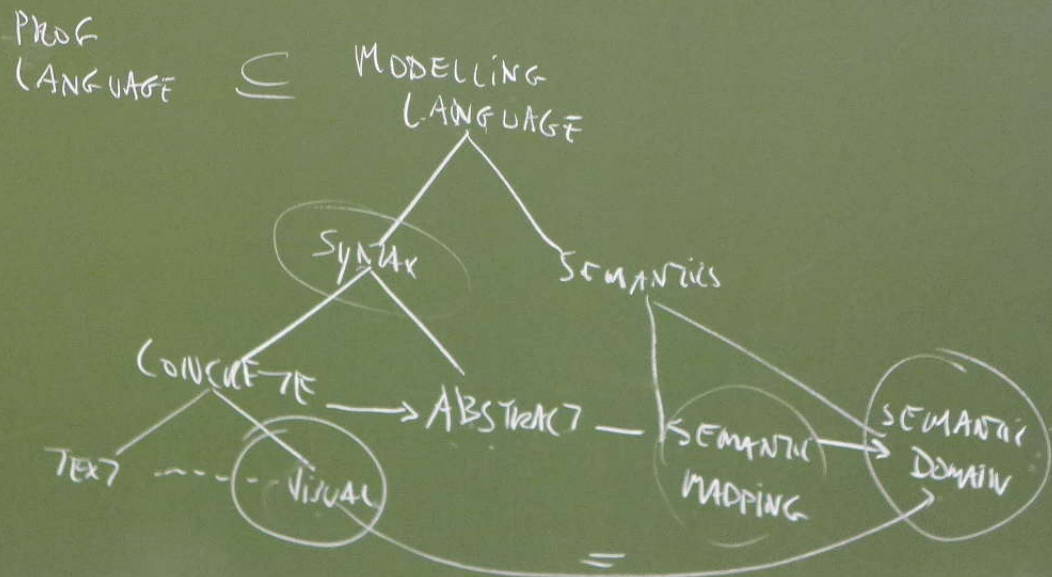 PROG
LANGUAGE ⊆ MODELLING
LANGUAGE
SYNTAX
SEMANTICS
CONCRETE → ABSTRACT
SEMANTIC
MAPPING
SEMANTIC
DOMAIN
TEXT
VISUAL
=